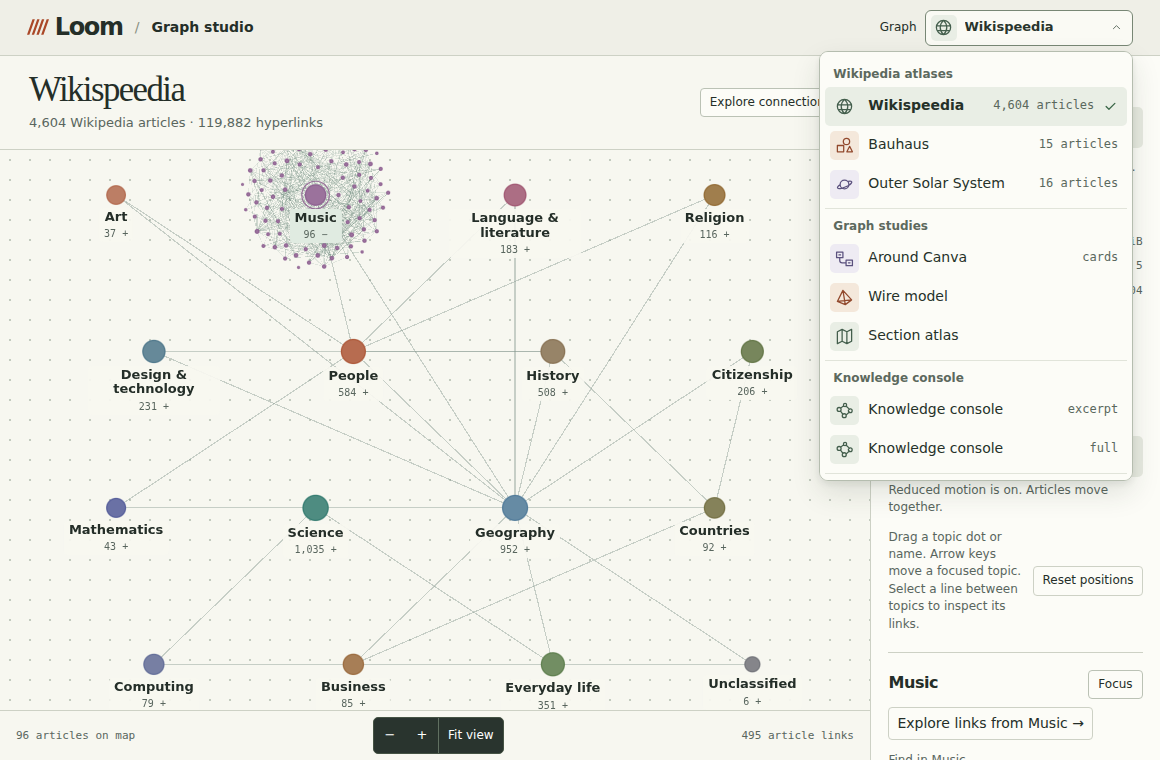 Loom / Graph studio
Graph Wikispeedia
Wikispeedia
4,604 Wikipedia articles · 119,882 hyperlinks
Wikipedia atlases
Wikispeedia 4,604 articles
Bauhaus 15 articles
Outer Solar System 16 articles
Graph studies
Around Canva cards
Wire model
Section atlas
Knowledge console
Knowledge console excerpt
Knowledge console full
Art
37 +
Music
96 −
Language &
literature
183 +
Religion
116 +
Design &
technology
231 +
People
584 +
History
508 +
Citizenship
206 +
Mathematics
43 +
Science
1,035 +
Geography
952 +
Countries
92 +
Computing
79 +
Business
85 +
Everyday life
351 +
Unclassified
6 +
96 articles on map
− + Fit view
495 article links
Reduced motion is on. Articles move
together.
Drag a topic dot or
name. Arrow keys
move a focused topic.
Select a line between
topics to inspect its
links.
Reset positions
Music
Focus
Explore links from Music →
Find in Music